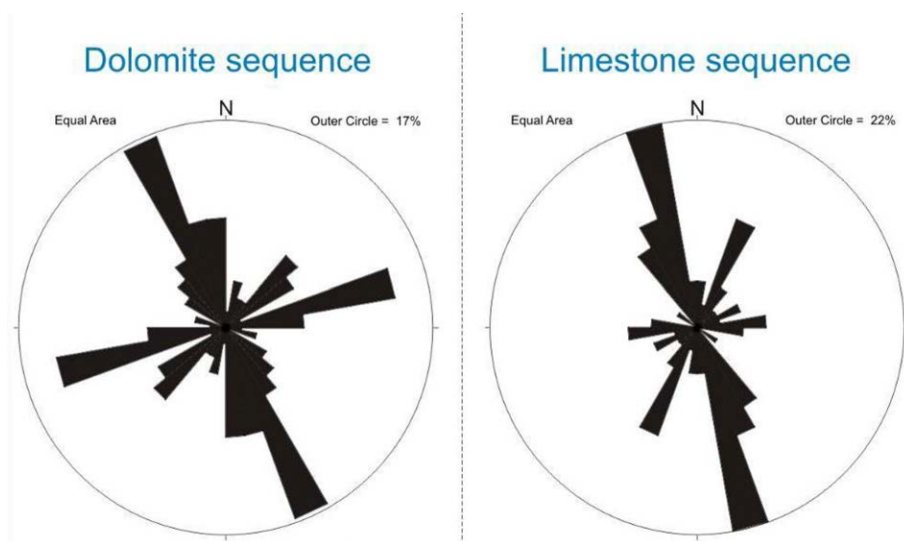 Dolomite sequence
Equal Area
N
Outer Circle = 17%
Limestone sequence
Equal Area
N
Outer Circle = 22%